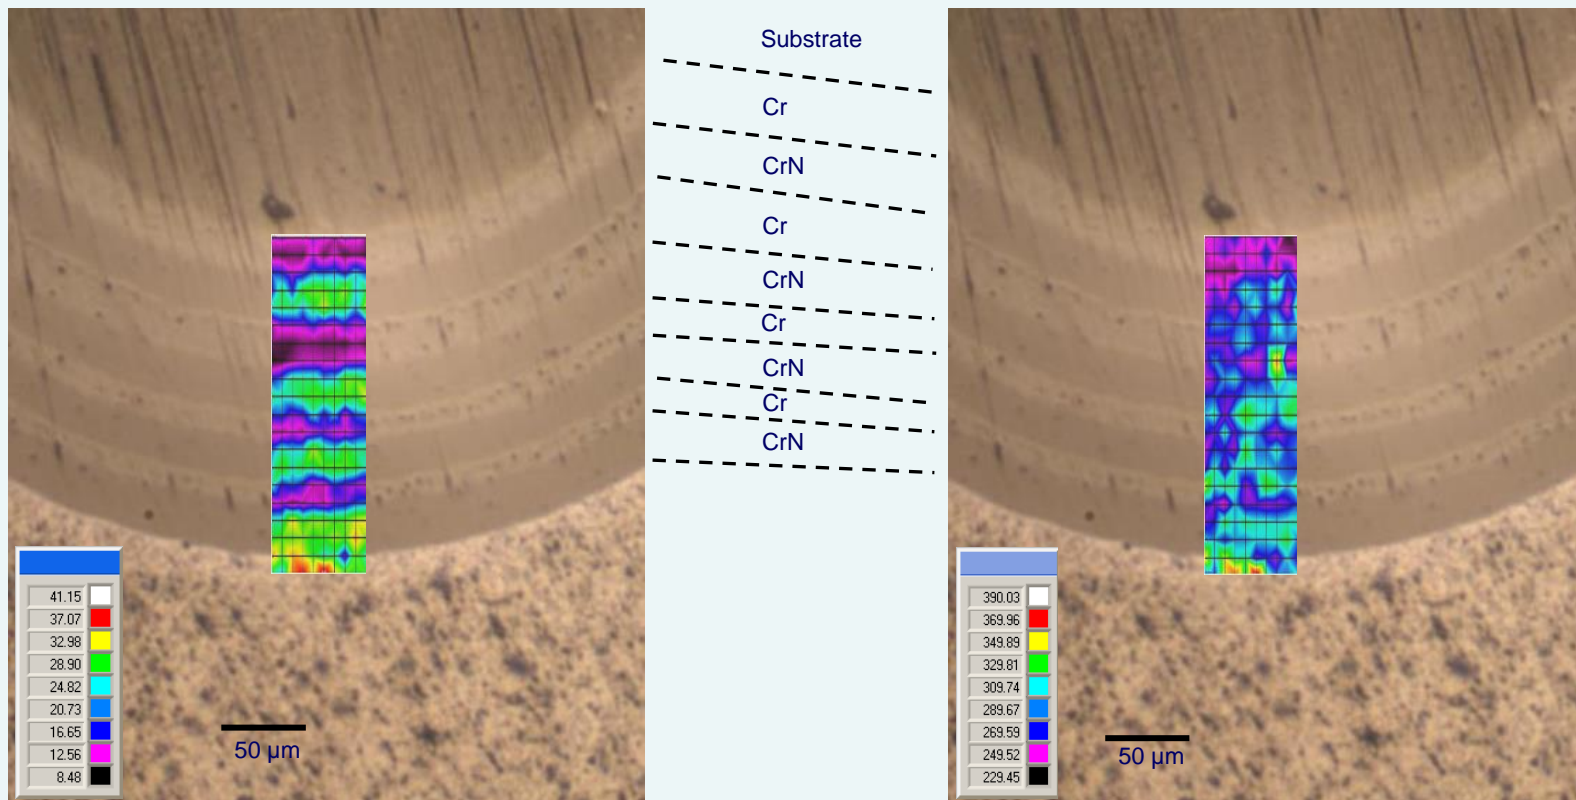 Substrate
Cr
CrN
Cr
CrN
Cr
CrN
Cr
CrN
41.15
37.07
32.98
28.90
24.82
20.73
16.65
12.56
8.48
50 µm
390.03
369.96
349.89
329.81
309.74
289.67
269.59
249.52
229.45
50 µm